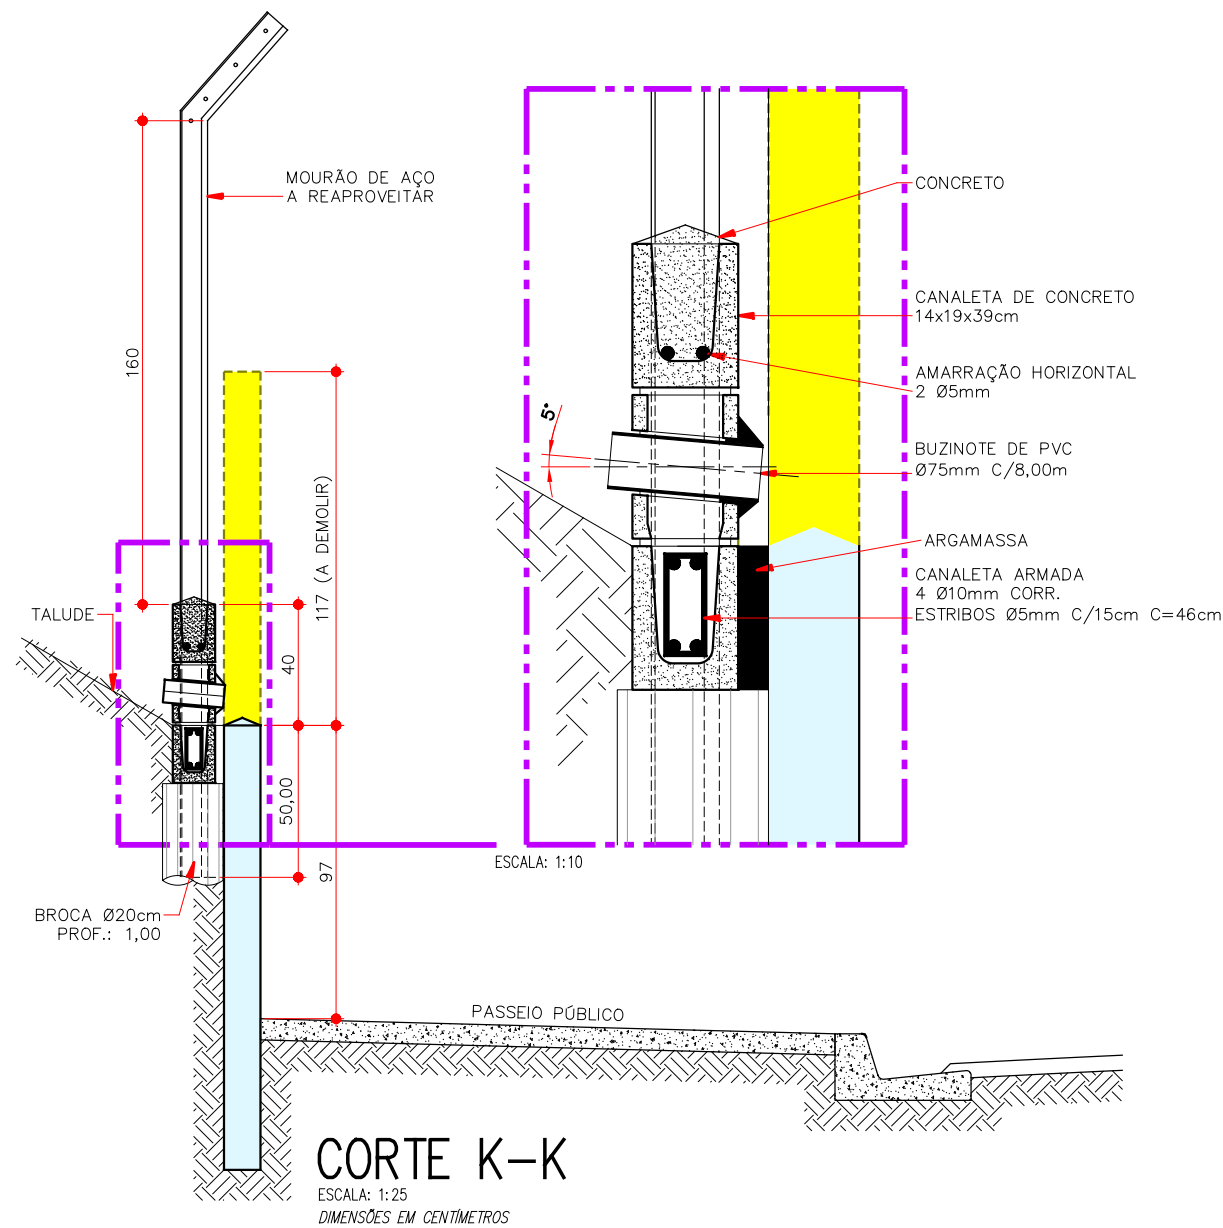 MOURÃO DE AÇO
A REAPROVEITAR
160
117 (A DEMOLIR)
TALUDE
40
50,00
97
BROCA Ø20cm
PROF.: 1,00
CONCRETO
CANALETA DE CONCRETO
14x19x39cm
AMARRAÇÃO HORIZONTAL
2 Ø5mm
5°
BUZINOTE DE PVC
Ø75mm C/8,00m
ARGAMASSA
CANALETA ARMADA
4 Ø10mm CORR.
ESTRIBOS Ø5mm C/15cm C=46cm
ESCALA: 1:10
PASSEIO PÚBLICO
CORTE K-K
ESCALA: 1:25
DIMENSÕES EM CENTÍMETROS